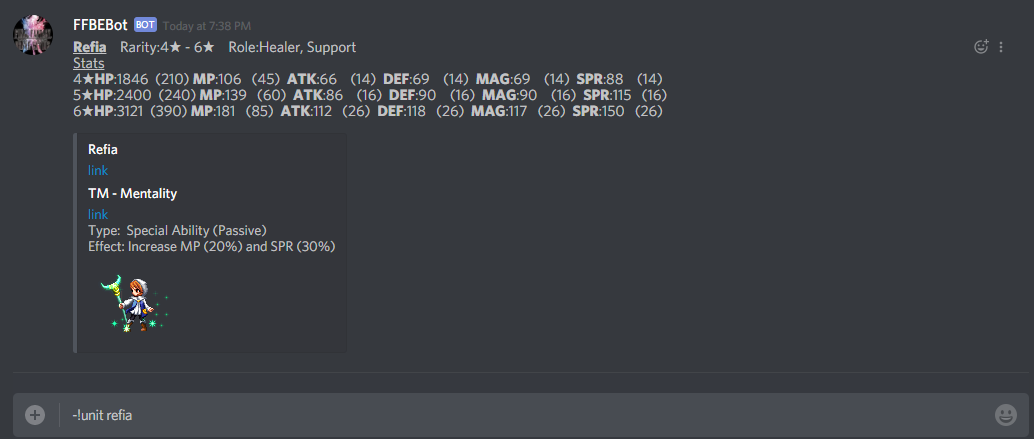 FFBEBot BOT Today at 7:38 PM
Refia Rarity:4★ - 6★ Role:Healer, Support
Stats
4★HP:1846 (210) MP:106 (45) ATK:66 (14) DEF:69 (14) MAG:69 (14) SPR:88 (14)
5★HP:2400 (240) MP:139 (60) ATK:86 (16) DEF:90 (16) MAG:90 (16) SPR:115 (16)
6★HP:3121 (390) MP:181 (85) ATK:112 (26) DEF:118 (26) MAG:117 (26) SPR:150 (26)
Refia
link
TM - Mentality
link
Type: Special Ability (Passive)
Effect: Increase MP (20%) and SPR (30%)
-!unit refia